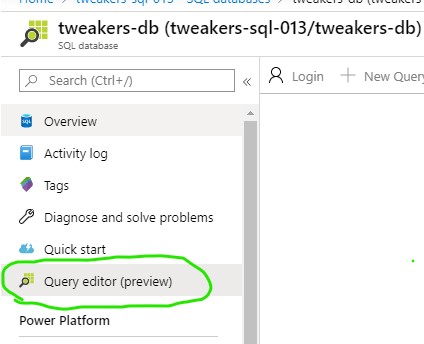 Home > tweakers-sql-013 - SQL databases > tweakers-db (tweakers
tweakers-db (tweakers-sql-013/tweakers-db)
SQL database
Search (Ctrl+/)
«
Login
New Query
Overview
Activity log
Tags
Diagnose and solve problems
Quick start
Query editor (preview)
Power Platform